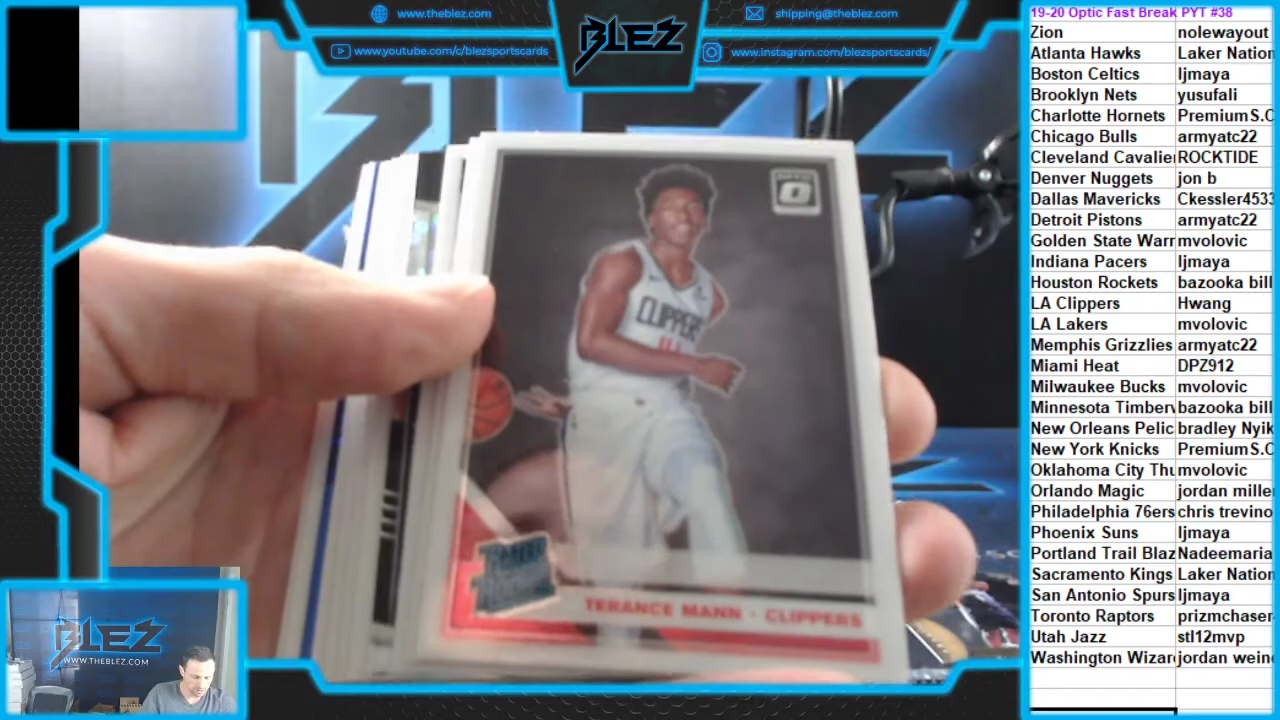 www.theblez.com
shipping@theblez.com
www.youtube.com/c/blezsportscards
www.instagram.com/blezsportscards/
BLEZ
OPTIC
CLIPPERS
TERANCE MANN - CLIPPERS
BLEZ
WWW.THEBLEZ.COM
19-20 Optic Fast Break PYT #38
Zion nolewayout
Atlanta Hawks Laker Nation
Boston Celtics ljmaya
Brooklyn Nets yusufali
Charlotte Hornets PremiumS.C
Chicago Bulls armyatc22
Cleveland Cavalier ROCKTIDE
Denver Nuggets jon b
Dallas Mavericks Ckessler4533
Detroit Pistons armyatc22
Golden State Warr mvolovic
Indiana Pacers ljmaya
Houston Rockets bazooka bill
LA Clippers Hwang
LA Lakers mvolovic
Memphis Grizzlies armyatc22
Miami Heat DPZ912
Milwaukee Bucks mvolovic
Minnesota Timberv bazooka bill
New Orleans Pelic bradley Nyik
New York Knicks PremiumS.C
Oklahoma City Thu mvolovic
Orlando Magic jordan mille
Philadelphia 76ers chris trevino
Phoenix Suns ljmaya
Portland Trail Blaz Nadeemaria
Sacramento Kings Laker Nation
San Antonio Spurs ljmaya
Toronto Raptors prizmchaser
Utah Jazz stl12mvp
Washington Wizar jordan wein